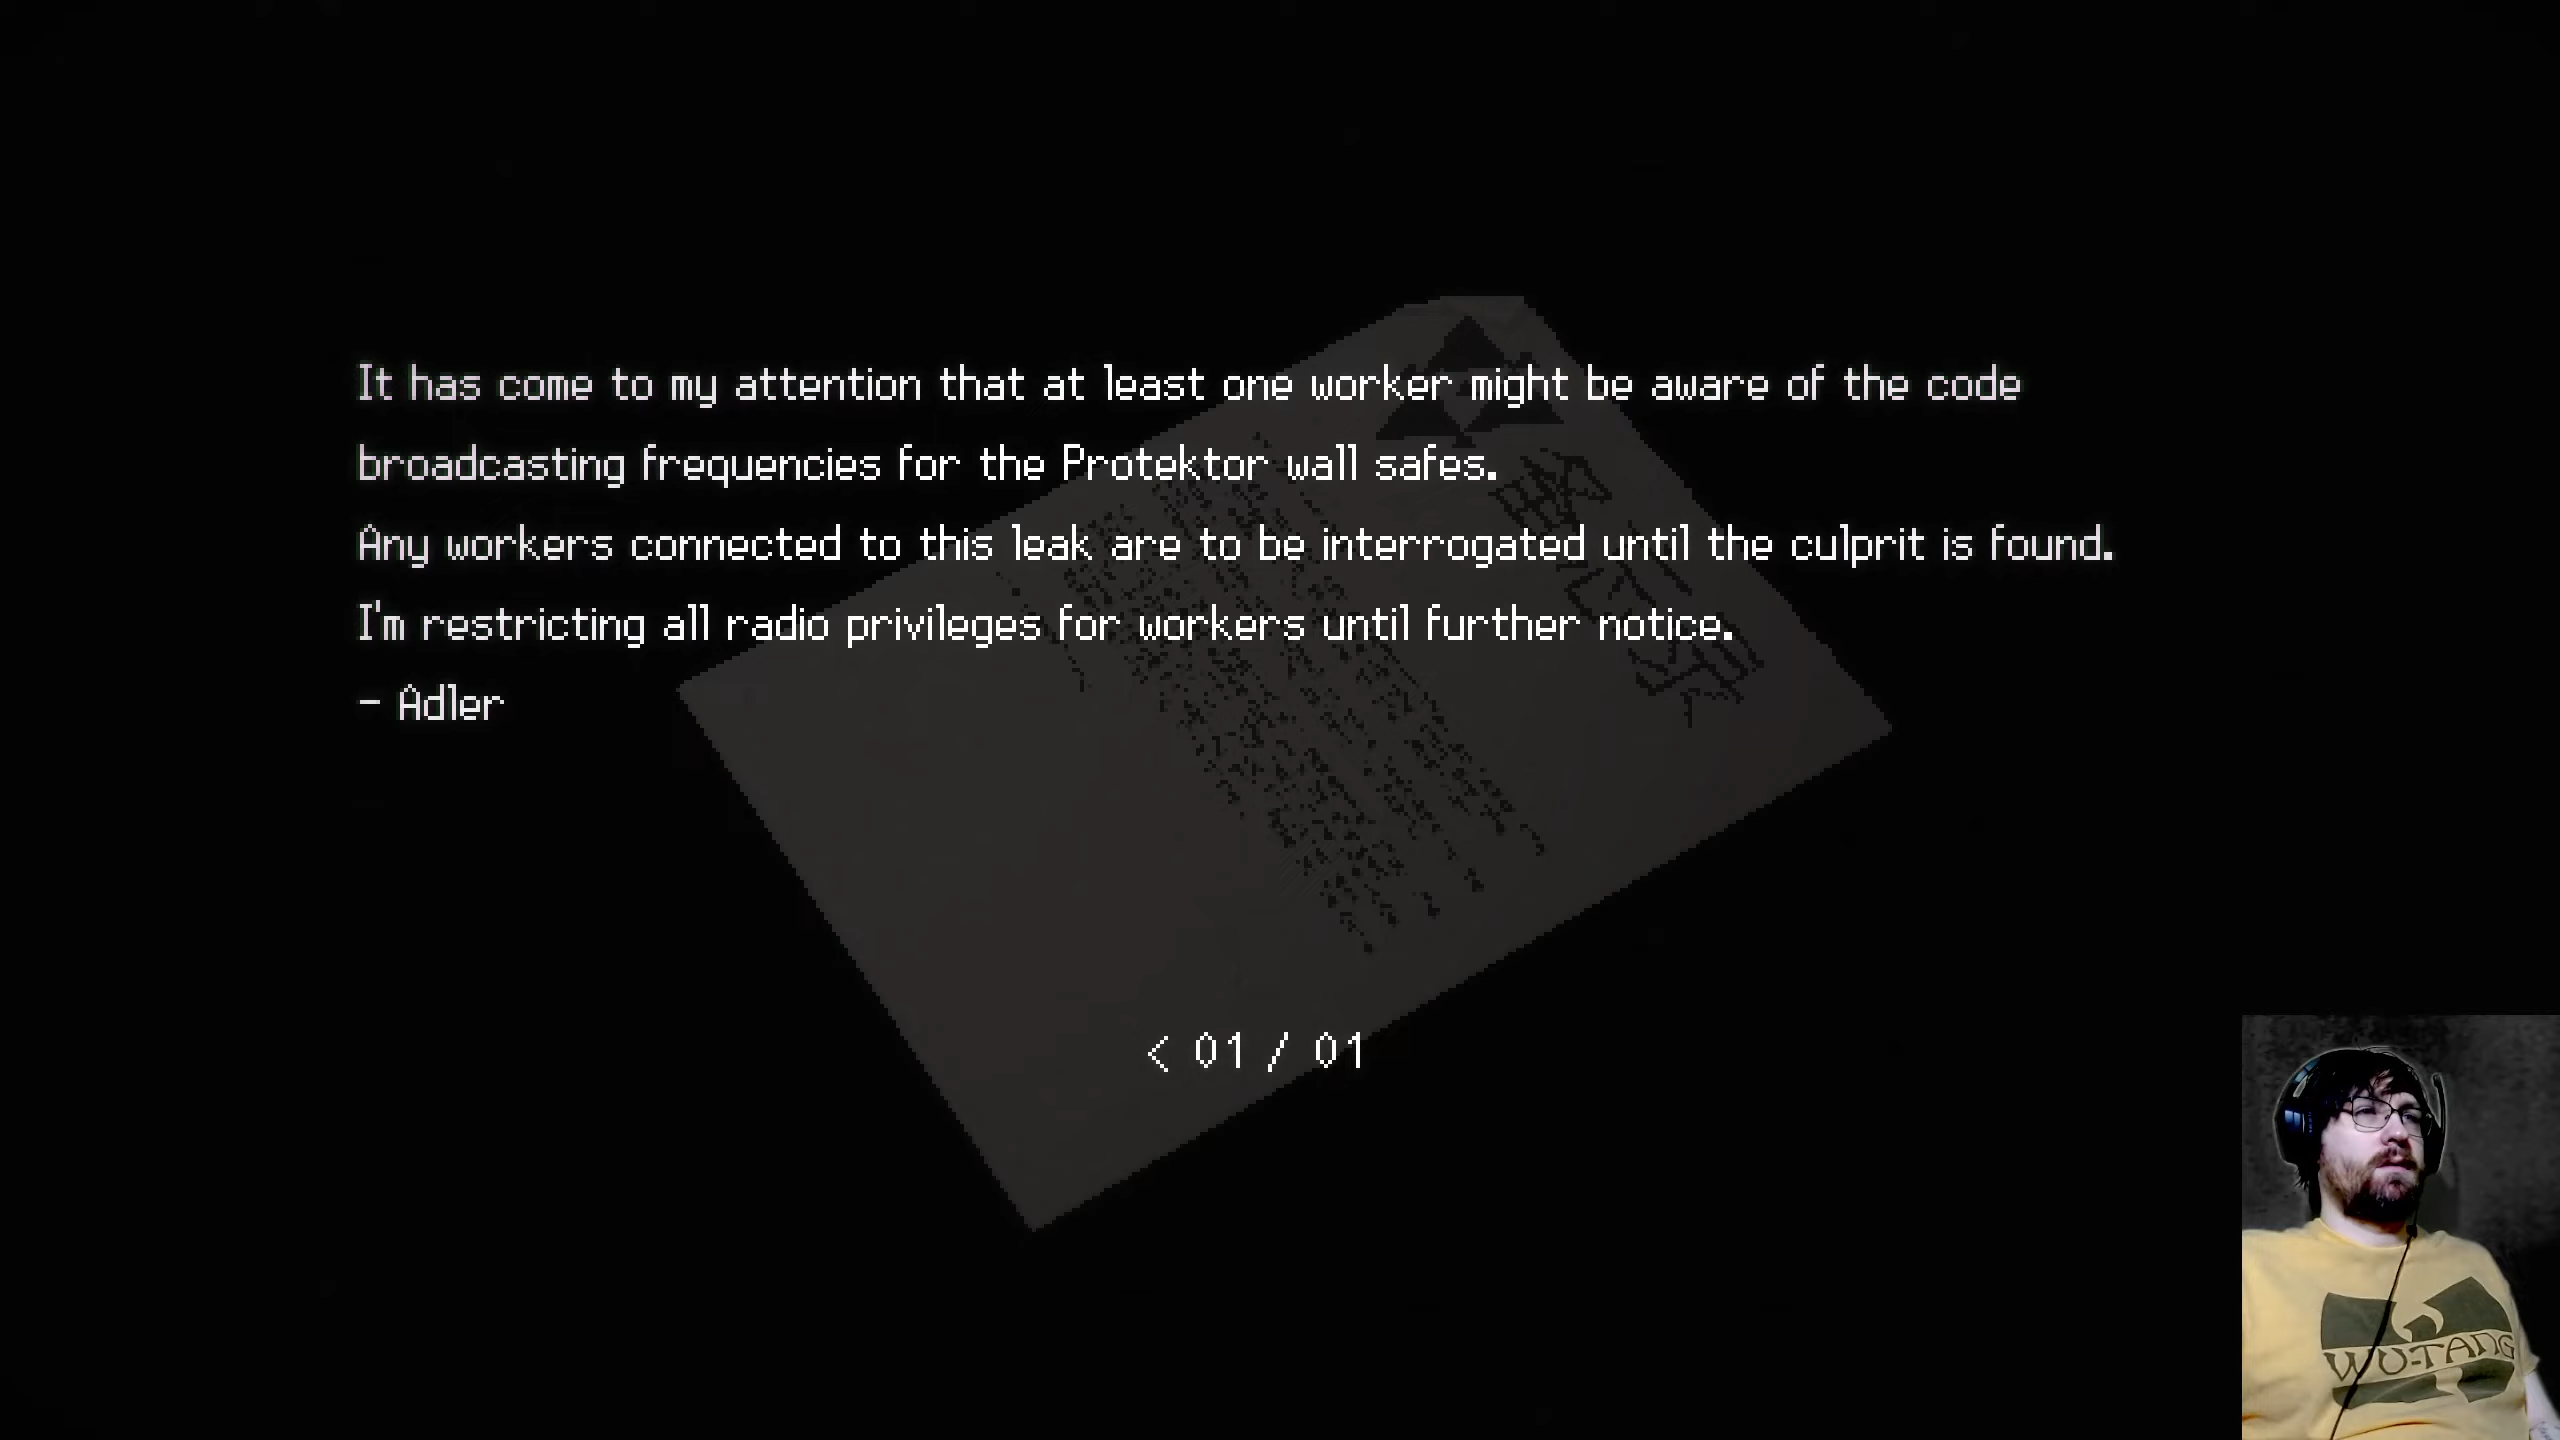 It has come to my attention that at least one worker might be aware of the code
broadcasting frequencies for the Protektor wall safes.
Any workers connected to this leak are to be interrogated until the culprit is found.
I'm restricting all radio privileges for workers until further notice.
- Adler
< 01 / 01
WU-TANG